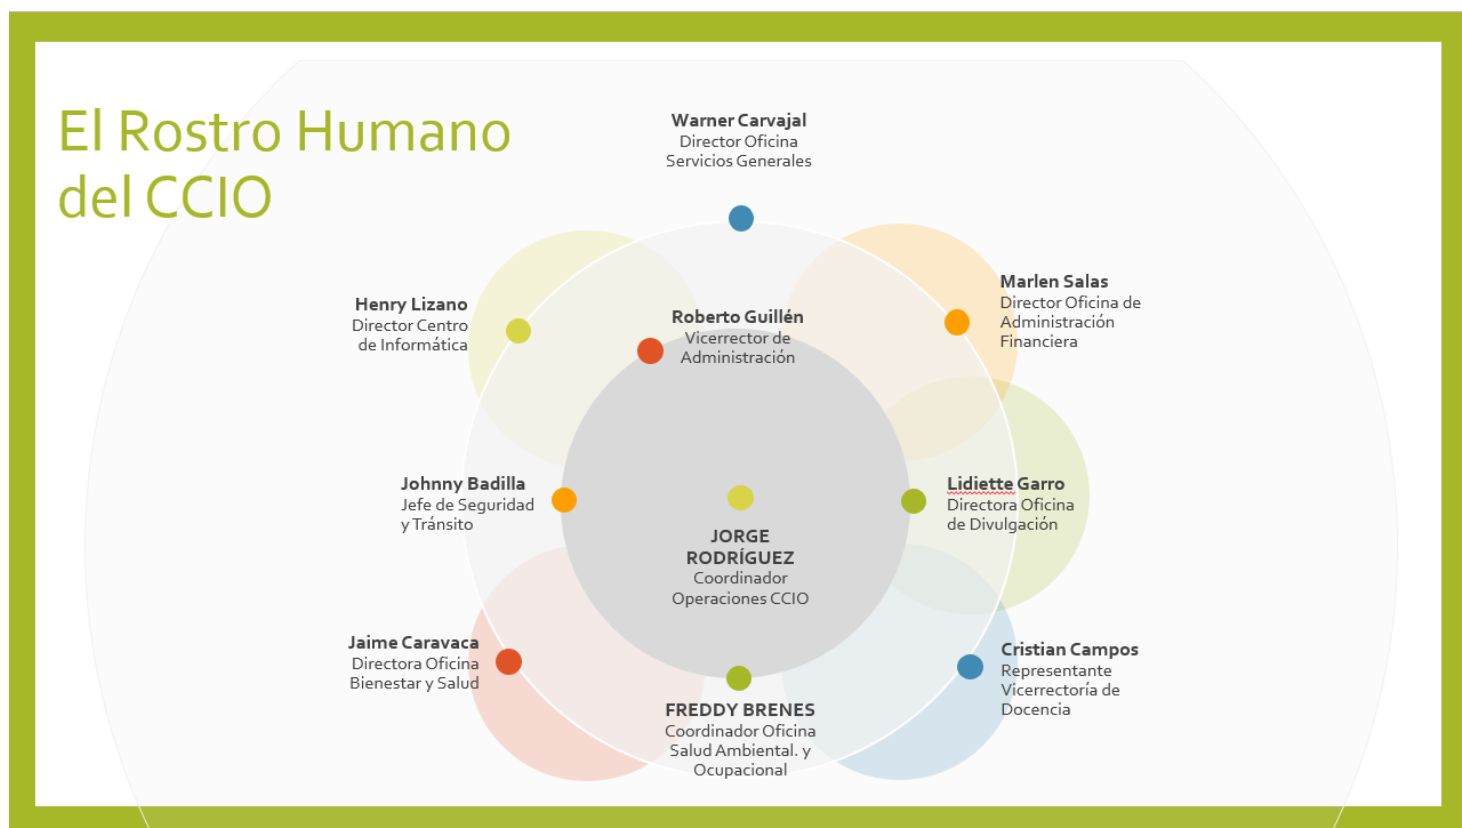 El Rostro Humano
del CCIO
Warner Carvajal
Director Oficina
Servicios Generales
Marlen Salas
Director Oficina de
Administración
Financiera
Henry Lizano
Director Centro
de Informática
Roberto Guillén
Vicerrector de
Administración
Johnny Badilla
Jefe de Seguridad
y Tránsito
JORGE
RODRÍGUEZ
Coordinador
Operaciones CCIO
Lidiette Garro
Directora Oficina
de Divulgación
Jaime Caravaca
Directora Oficina
Bienestar y Salud
FREDDY BRENES
Coordinador Oficina
Salud Ambiental. y
Ocupacional
Cristian Campos
Representante
Vicerrectoría de
Docencia